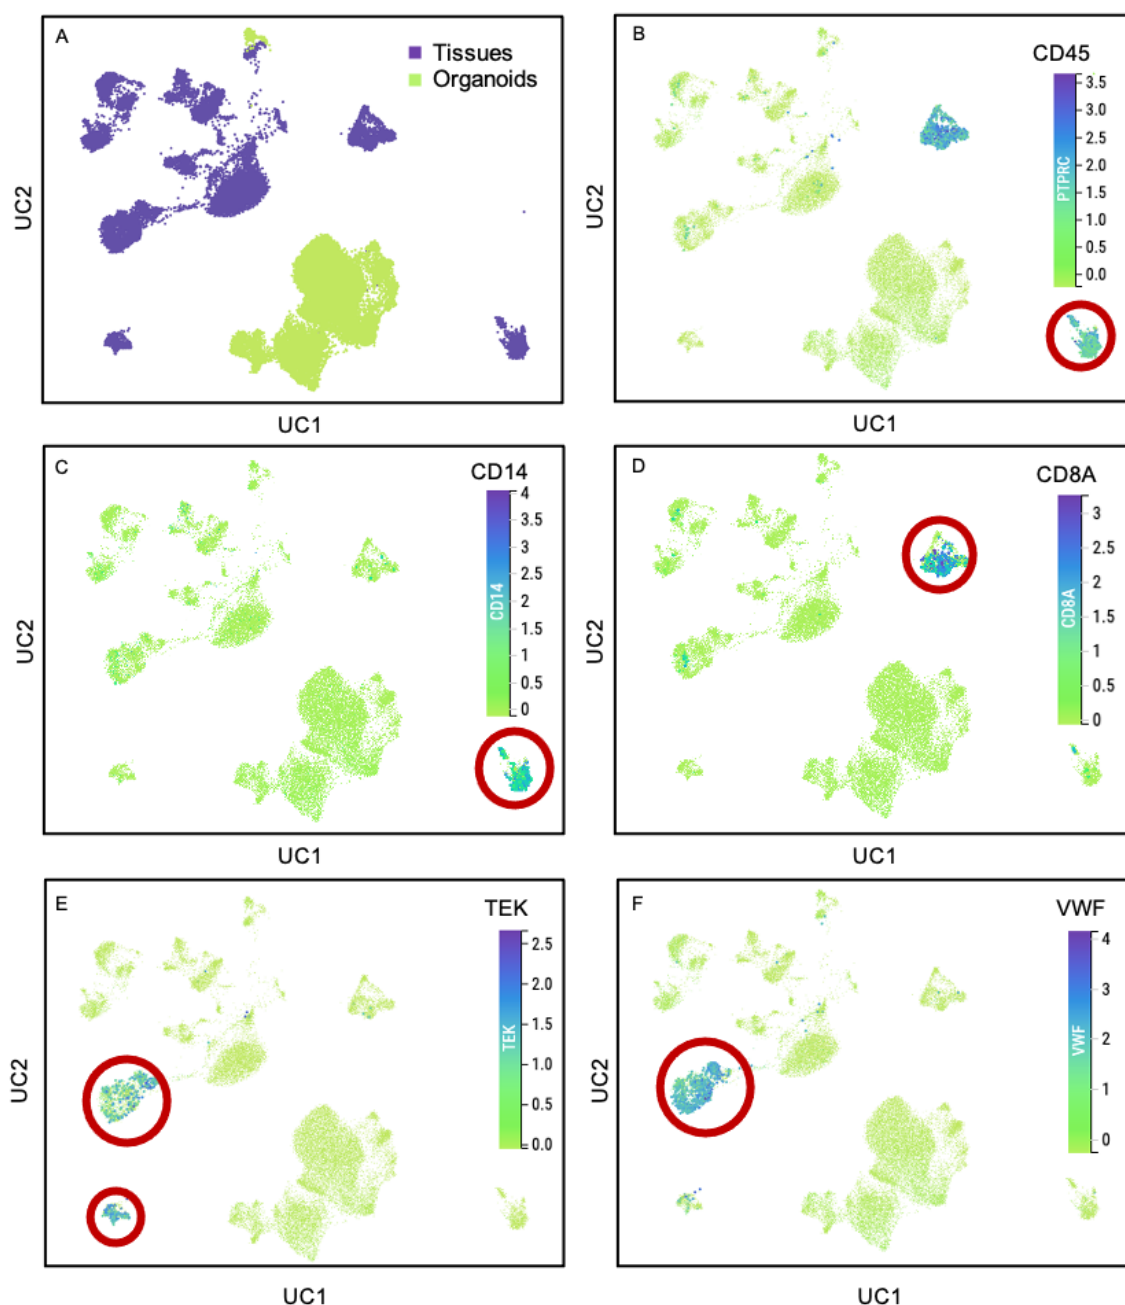 A
Tissues
Organoids
UC2
UC1
B
CD45
PTPRC
3.5
3.0
2.5
2.0
1.5
1.0
0.5
0.0
UC1
C
CD14
CD14
4
3.5
3
2.5
2
1.5
1
0.5
0
UC2
UC1
D
CD8A
CD8A
3
2.5
2
1.5
1
0.5
0
UC2
UC1
E
TEK
TEK
2.5
2.0
1.5
1.0
0.5
0.0
UC2
UC1
F
VWF
VWF
4
3
2
1
0
UC2
UC1
UC2